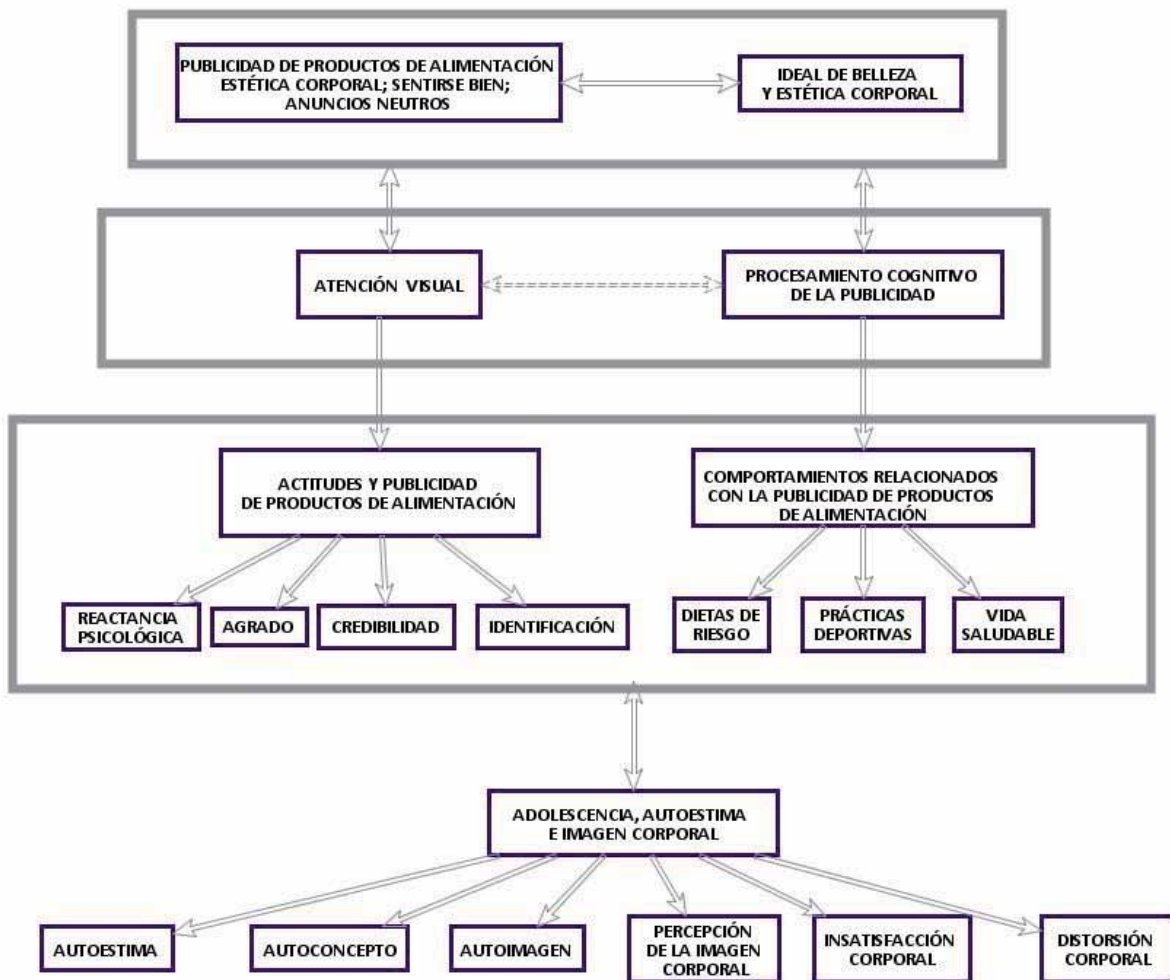 PUBLICIDAD DE PRODUCTOS DE ALIMENTACIÓN
ESTÉTICA CORPORAL; SENTIRSE BIEN;
ANUNCIOS NEUTROS
IDEAL DE BELLEZA
Y ESTÉTICA CORPORAL
ATENCIÓN VISUAL
PROCESAMIENTO COGNITIVO
DE LA PUBLICIDAD
ACTITUDES Y PUBLICIDAD
DE PRODUCTOS DE ALIMENTACIÓN
COMPORTAMIENTOS RELACIONADOS
CON LA PUBLICIDAD DE PRODUCTOS
DE ALIMENTACIÓN
REACTANCIA
PSICOLÓGICA
AGRADO
CREDIBILIDAD
IDENTIFICACIÓN
DIETAS DE
RIESGO
PRÁCTICAS
DEPORTIVAS
VIDA
SALUDABLE
ADOLESCENCIA, AUTOESTIMA
E IMAGEN CORPORAL
AUTOESTIMA
AUTOCONCEPTO
AUTOIMAGEN
PERCEPCIÓN
DE LA IMAGEN
CORPORAL
INSATISFACCIÓN
CORPORAL
DISTORSIÓN
CORPORAL